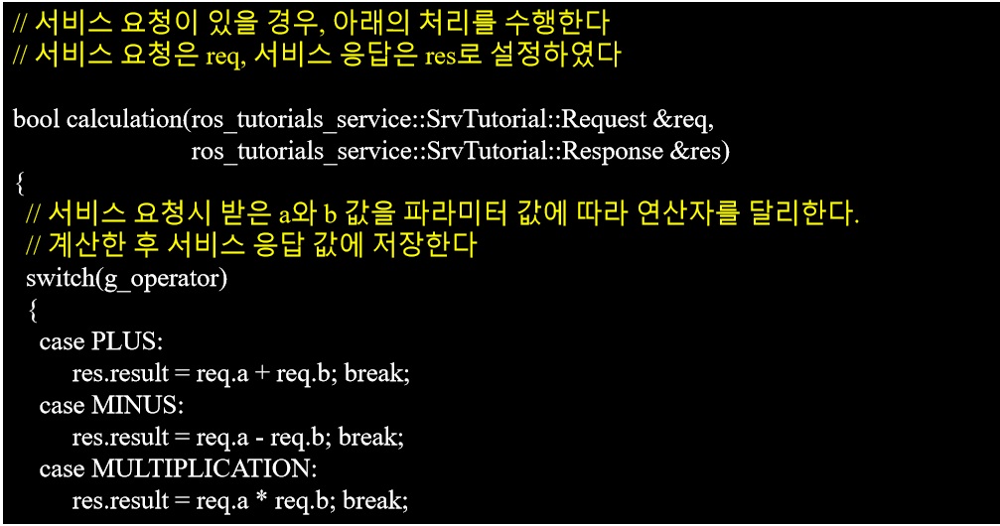 // 서비스 요청이 있을 경우, 아래의 처리를 수행한다
// 서비스 요청은 req, 서비스 응답은 res로 설정하였다
bool calculation(ros_tutorials_service::SrvTutorial::Request &req,
ros_tutorials_service::SrvTutorial::Response &res)
{
// 서비스 요청시 받은 a와 b 값을 파라미터 값에 따라 연산자를 달리한다.
// 계산한 후 서비스 응답 값에 저장한다
switch(g_operator)
{
case PLUS:
res.result = req.a + req.b; break;
case MINUS:
res.result = req.a - req.b; break;
case MULTIPLICATION:
res.result = req.a * req.b; break;